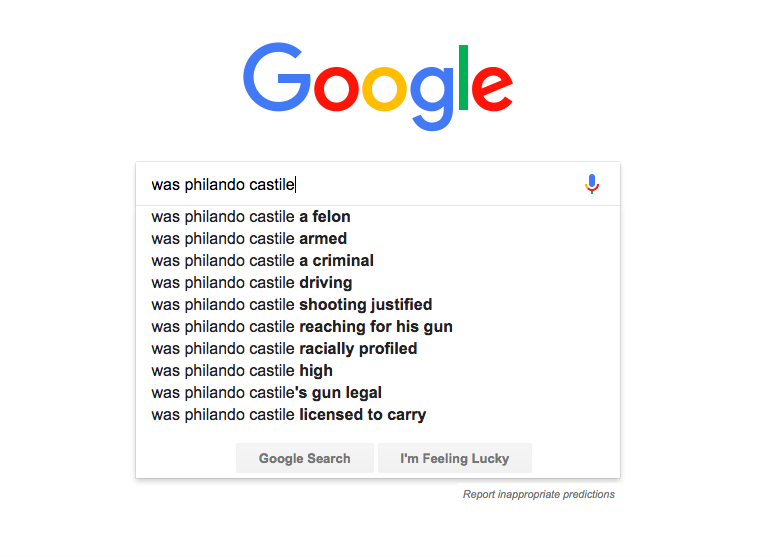 Google
was philando castile
was philando castile a felon
was philando castile armed
was philando castile a criminal
was philando castile driving
was philando castile shooting justified
was philando castile reaching for his gun
was philando castile racially profiled
was philando castile high
was philando castile's gun legal
was philando castile licensed to carry
Google Search
I'm Feeling Lucky
Report inappropriate predictions